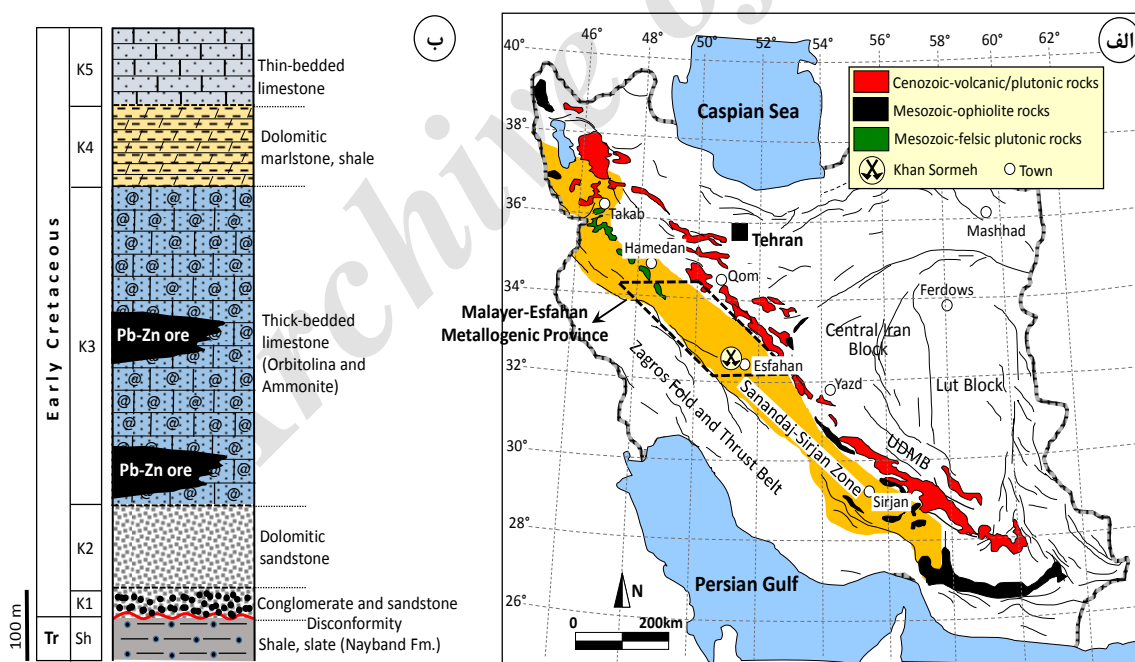 ب
K5
K4
K3
K2
K1
Tr
Sh
Early Cretaceous
100 m
Thin-bedded
limestone
Dolomitic
marlstone, shale
Pb-Zn ore
Thick-bedded
limestone
(Orbitolina and
Ammonite)
Pb-Zn ore
Dolomitic
sandstone
Conglomerate and sandstone
Disconformity
Shale, slate (Nayband Fm.)
الف
46°
48°
50°
52°
54°
56°
58°
60°
62°
40°
38°
36°
34°
32°
30°
28°
26°
Cenozoic-volcanic/plutonic rocks
Mesozoic-ophiolite rocks
Mesozoic-felsic plutonic rocks
Khan Sormeh
Town
Caspian Sea
Takab
Tehran
Mashhad
Hamedan
Qom
Ferdows
Malayer-Esfahan
Metallogenic Province
Central Iran
Block
Esfahan
Yazd
Lut Block
Zagros Fold and Thrust Belt
Sanandaj-Sirjan Zone
UDMB
Sirjan
Persian Gulf
N
0
200km
Archive of